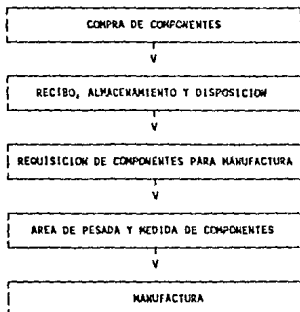 COMPRA DE COMPONENTES
V
RECIBO, ALMACENAMIENTO Y DISPOSICION
V
REQUISICION DE COMPONENTES PARA MANUFACTURA
V
AREA DE PESADA Y MEDIDA DE COMPONENTES
V
MANUFACTURA